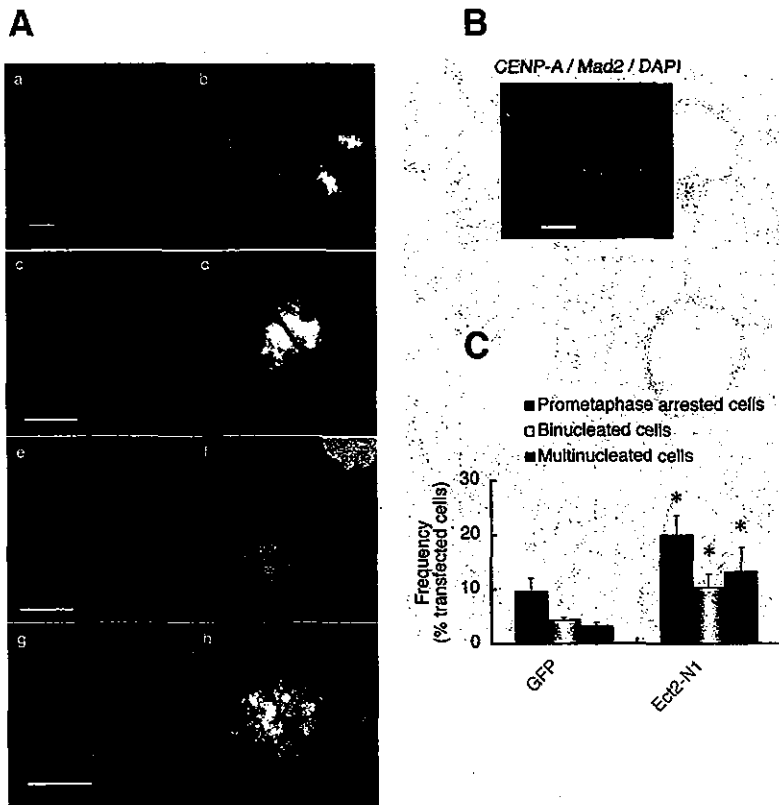 A
B
a
b
c
d
e
f
g
h
CENP-A / Mad2 / DAPI
C
Prometaphase arrested cells
Binucleated cells
Multinucleated cells
Frequency
(% transfected cells)
30
20
10
0
*
*
*
GFP
Ect2-N1